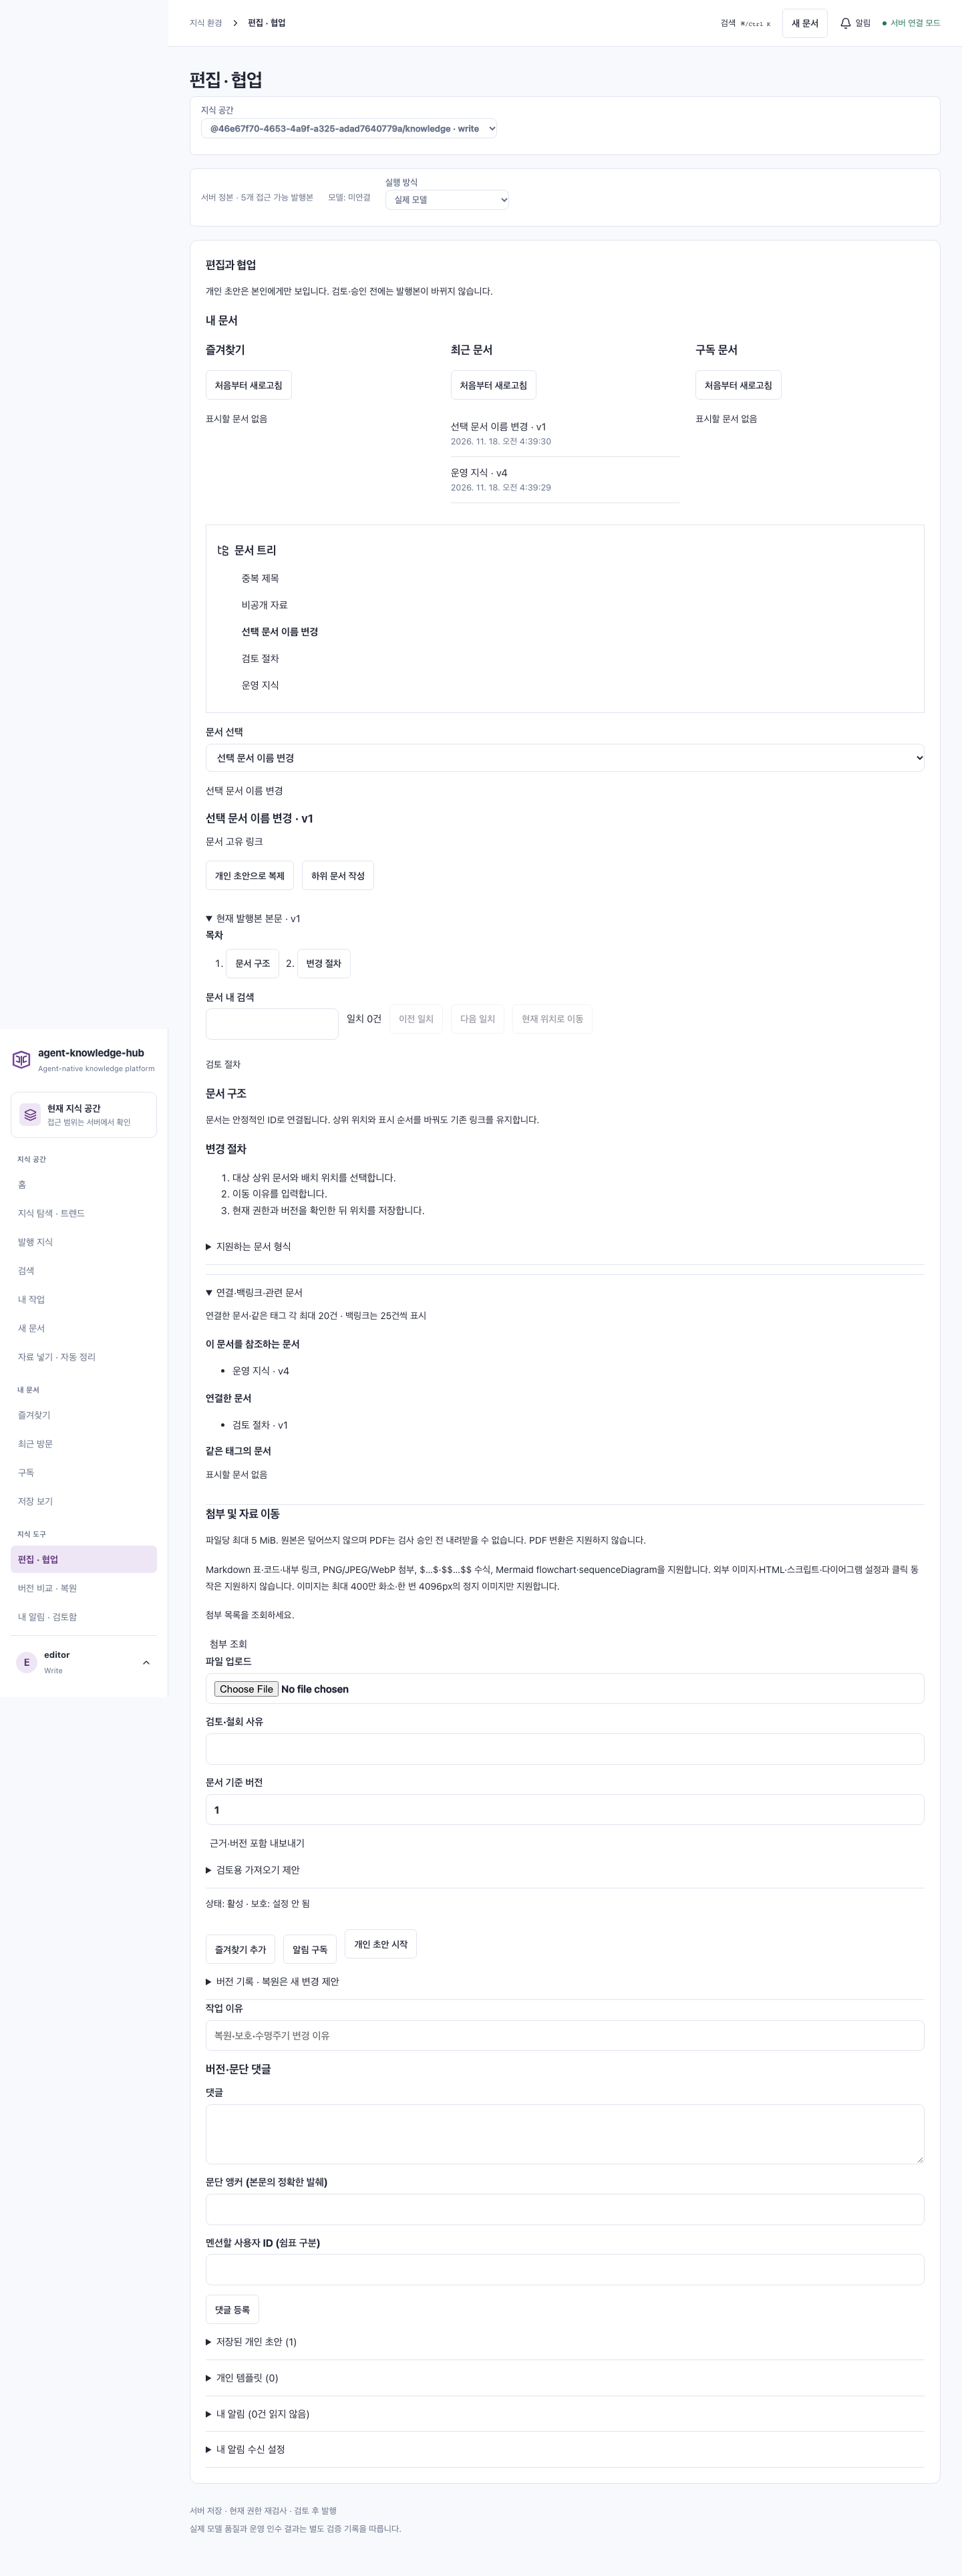 지식 환경 > 편집 · 협업
검색 ⌘/Ctrl K
새 문서
알림
서버 연결 모드
편집 · 협업
지식 공간
@46e67f70-4653-4a9f-a325-adad7640779a/knowledge · write
서버 정본 · 5개 접근 가능 발행본
모델: 미연결
실행 방식
실제 모델
편집과 협업
개인 초안은 본인에게만 보입니다. 검토·승인 전에는 발행본이 바뀌지 않습니다.
내 문서
즐겨찾기
처음부터 새로고침
표시할 문서 없음
최근 문서
처음부터 새로고침
선택 문서 이름 변경 · v1
2026. 11. 18. 오전 4:39:30
운영 지식 · v4
2026. 11. 18. 오전 4:39:29
구독 문서
처음부터 새로고침
표시할 문서 없음
문서 트리
중복 제목
비공개 자료
선택 문서 이름 변경
검토 절차
운영 지식
문서 선택
선택 문서 이름 변경
선택 문서 이름 변경
선택 문서 이름 변경 · v1
문서 고유 링크
개인 초안으로 복제
하위 문서 작성
▼ 현재 발행본 본문 · v1
목차
1. 문서 구조
2. 변경 절차
문서 내 검색
일치 0건
이전 일치
다음 일치
현재 위치로 이동
검토 절차
문서 구조
문서는 안정적인 ID로 연결됩니다. 상위 위치와 표시 순서를 바꿔도 기존 링크를 유지합니다.
변경 절차
1. 대상 상위 문서와 배치 위치를 선택합니다.
2. 이동 이유를 입력합니다.
3. 현재 권한과 버전을 확인한 뒤 위치를 저장합니다.
▶ 지원하는 문서 형식
▼ 연결·백링크·관련 문서
연결한 문서·같은 태그 각 최대 20건 · 백링크는 25건씩 표시
이 문서를 참조하는 문서
• 운영 지식 · v4
연결한 문서
• 검토 절차 · v1
같은 태그의 문서
표시할 문서 없음
첨부 및 자료 이동
파일당 최대 5 MiB. 원본은 덮어쓰지 않으며 PDF는 검사 승인 전 내려받을 수 없습니다. PDF 변환은 지원하지 않습니다.
Markdown 표·코드·내부 링크, PNG/JPEG/WebP 첨부, $...$·$$...$$ 수식, Mermaid flowchart·sequenceDiagram을 지원합니다. 외부 이미지·HTML·스크립트·다이어그램 설정과 클릭 동
작은 지원하지 않습니다. 이미지는 최대 400만 화소·한 변 4096px의 정지 이미지만 지원합니다.
첨부 목록을 조회하세요.
첨부 조회
파일 업로드
Choose File No file chosen
검토·철회 사유
문서 기준 버전
1
근거·버전 포함 내보내기
▶ 검토용 가져오기 제안
상태: 활성 · 보호: 설정 안 됨
즐겨찾기 추가
알림 구독
개인 초안 시작
▶ 버전 기록 · 복원은 새 변경 제안
작업 이유
복원·보호·수명주기 변경 이유
버전·문단 댓글
댓글
문단 앵커 (본문의 정확한 발췌)
멘션할 사용자 ID (쉼표 구분)
댓글 등록
▶ 저장된 개인 초안 (1)
▶ 개인 템플릿 (0)
▶ 내 알림 (0건 읽지 않음)
▶ 내 알림 수신 설정
서버 저장 · 현재 권한 재검사 · 검토 후 발행
실제 모델 품질과 운영 인수 결과는 별도 검증 기록을 따릅니다.
agent-knowledge-hub
Agent-native knowledge platform
현재 지식 공간
접근 범위는 서버에서 확인
지식 공간
홈
지식 탐색 · 트렌드
발행 지식
검색
내 작업
새 문서
자료 넣기 · 자동 정리
내 문서
즐겨찾기
최근 방문
구독
저장 보기
지식 도구
편집 · 협업
버전 비교 · 복원
내 알림 · 검토함
E
editor
Write